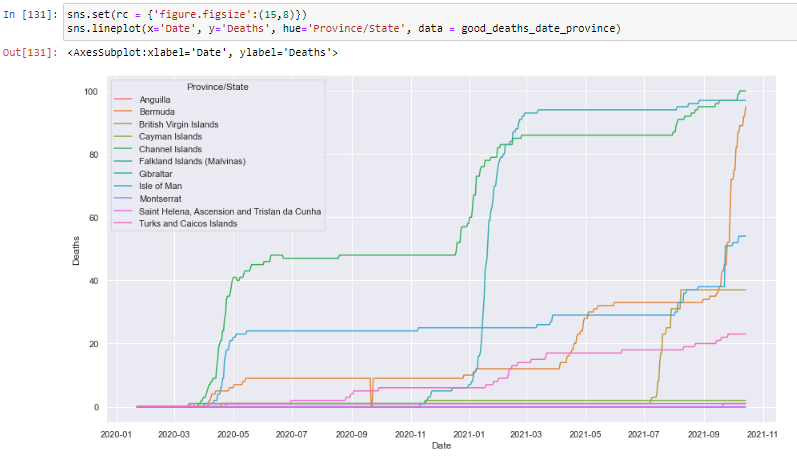 In [131]: sns.set(rc = {'figure.figsize':(15,8)})
sns.lineplot(x='Date', y='Deaths', hue='Province/State', data = good_deaths_date_province)
Out[131]: <AxesSubplot:xlabel='Date', ylabel='Deaths'>
Province/State
Anguilla
Bermuda
British Virgin Islands
Cayman Islands
Channel Islands
Falkland Islands (Malvinas)
Gibraltar
Isle of Man
Montserrat
Saint Helena, Ascension and Tristan da Cunha
Turks and Caicos Islands
100
80
60
40
20
0
Deaths
2020-01 2020-03 2020-05 2020-07 2020-09 2020-11 2021-01 2021-03 2021-05 2021-07 2021-09 2021-11
Date